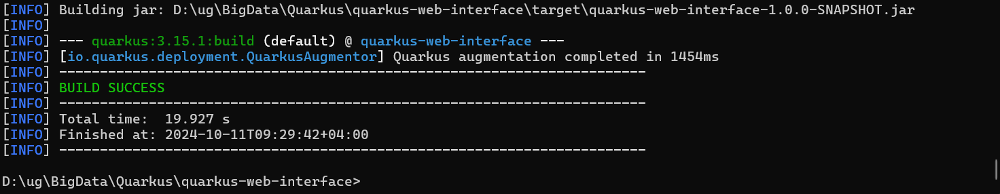 [INFO] Building jar: D:\ug\BigData\Quarkus\quarkus-web-interface\target\quarkus-web-interface-1.0.0-SNAPSHOT.jar
[INFO]
[INFO] --- quarkus:3.15.1:build (default) @ quarkus-web-interface ---
[INFO] [io.quarkus.deployment.QuarkusAugmentor] Quarkus augmentation completed in 1454ms
[INFO] ------------------------------------------------------------------------
[INFO] BUILD SUCCESS
[INFO] ------------------------------------------------------------------------
[INFO] Total time:  19.927 s
[INFO] Finished at: 2024-10-11T09:29:42+04:00
[INFO] ------------------------------------------------------------------------
D:\ug\BigData\Quarkus\quarkus-web-interface>